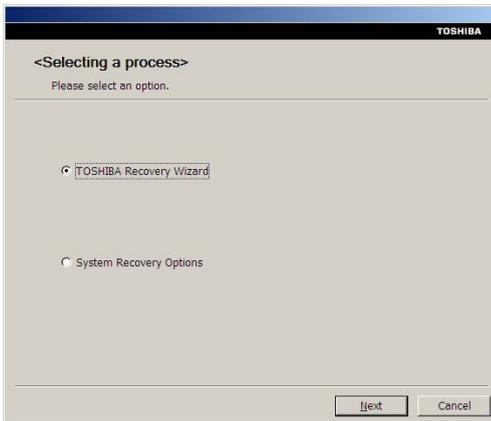 TOSHIBA
<Selecting a process>
Please select an option.
TOSHIBA Recovery Wizard
System Recovery Options
Next
Cancel